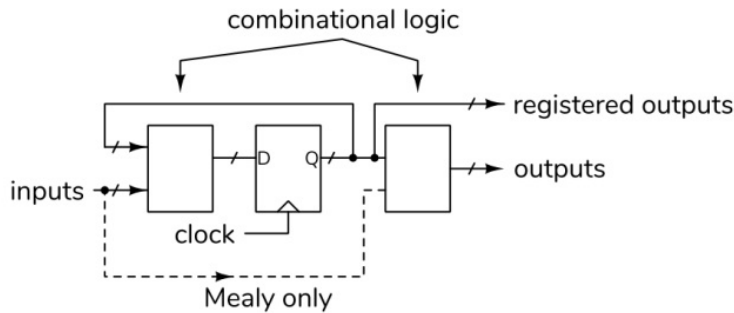 combinational logic
registered outputs
D
Q
inputs
outputs
clock
Mealy only